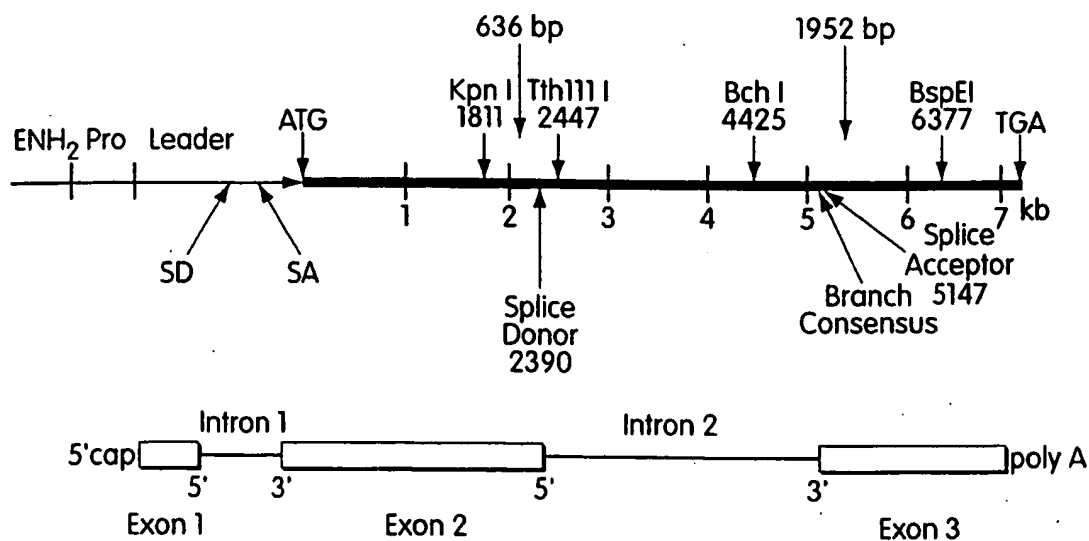 636 bp
1952 bp
Kpn I
1811
Tth111 I
2447
Bch I
4425
BspEI
6377
ATG
TGA
ENH2 Pro Leader
1 2 3 4 5 6 7 kb
SD
SA
Splice
Donor
2390
Branch
Consensus
Splice
Acceptor
5147
Intron 1
Intron 2
5'cap
poly A
5' 3' 5' 3'
Exon 1 Exon 2 Exon 3